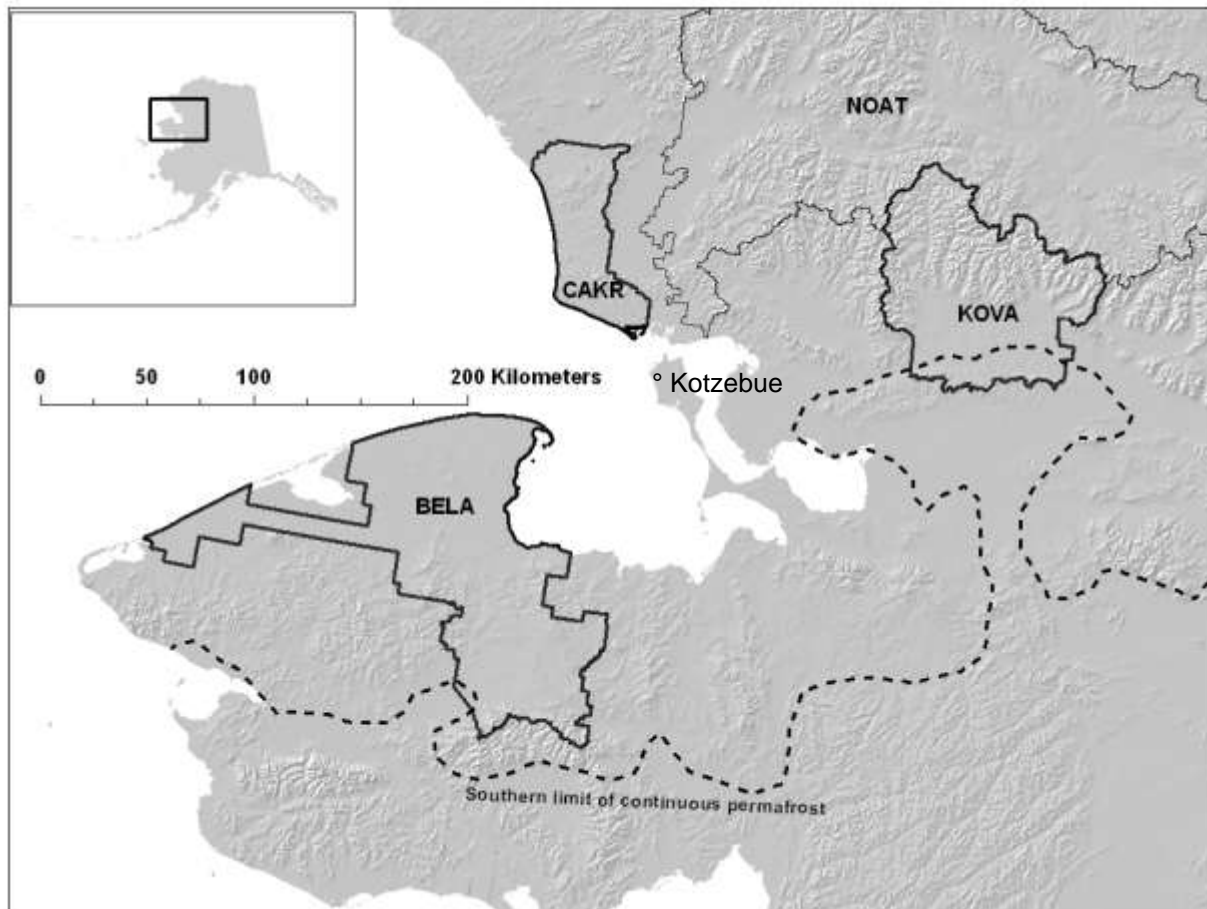 NOAT
CAKR
KOVA
0 50 100 200 Kilometers
° Kotzebue
BELA
Southern limit of continuous permafrost